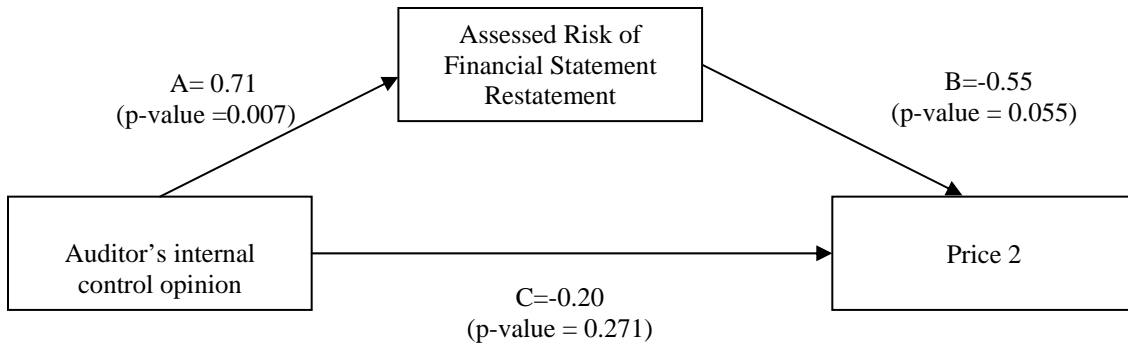 Assessed Risk of
Financial Statement
Restatement
A= 0.71
(p-value =0.007)
B=-0.55
(p-value = 0.055)
Auditor’s internal
control opinion
Price 2
C=-0.20
(p-value = 0.271)